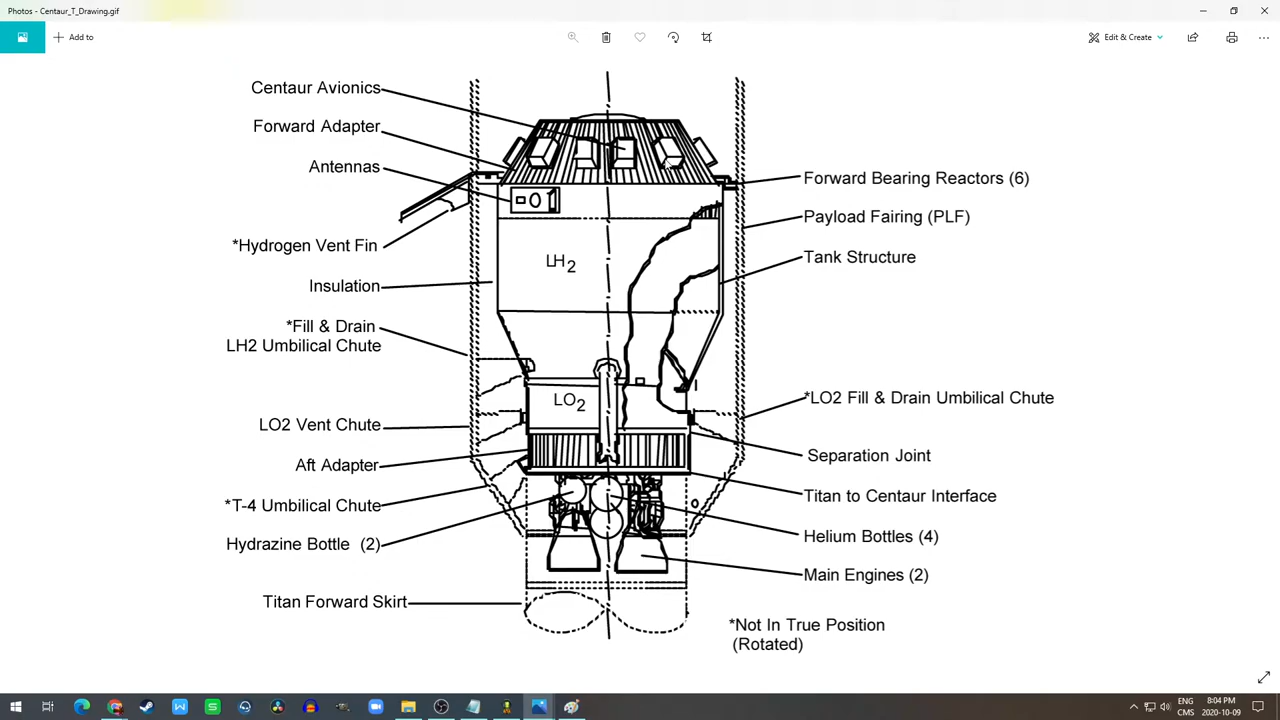 Photos - Centaur_T_Drawing.gif
Add to
Edit & Create
Centaur Avionics
Forward Adapter
Antennas
*Hydrogen Vent Fin
Insulation
*Fill & Drain
LH2 Umbilical Chute
LO2 Vent Chute
Aft Adapter
*T-4 Umbilical Chute
Hydrazine Bottle (2)
Titan Forward Skirt
LH2
LO2
Forward Bearing Reactors (6)
Payload Fairing (PLF)
Tank Structure
*LO2 Fill & Drain Umbilical Chute
Separation Joint
Titan to Centaur Interface
Helium Bottles (4)
Main Engines (2)
*Not In True Position
(Rotated)
ENG
CMS
8:04 PM
2020-10-09